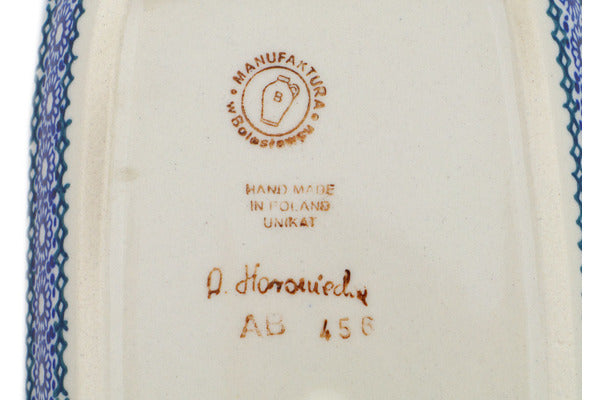 MANUFAKTURA
w Bolesławcu
B
HAND MADE
IN POLAND
UNIKAT
AB 456